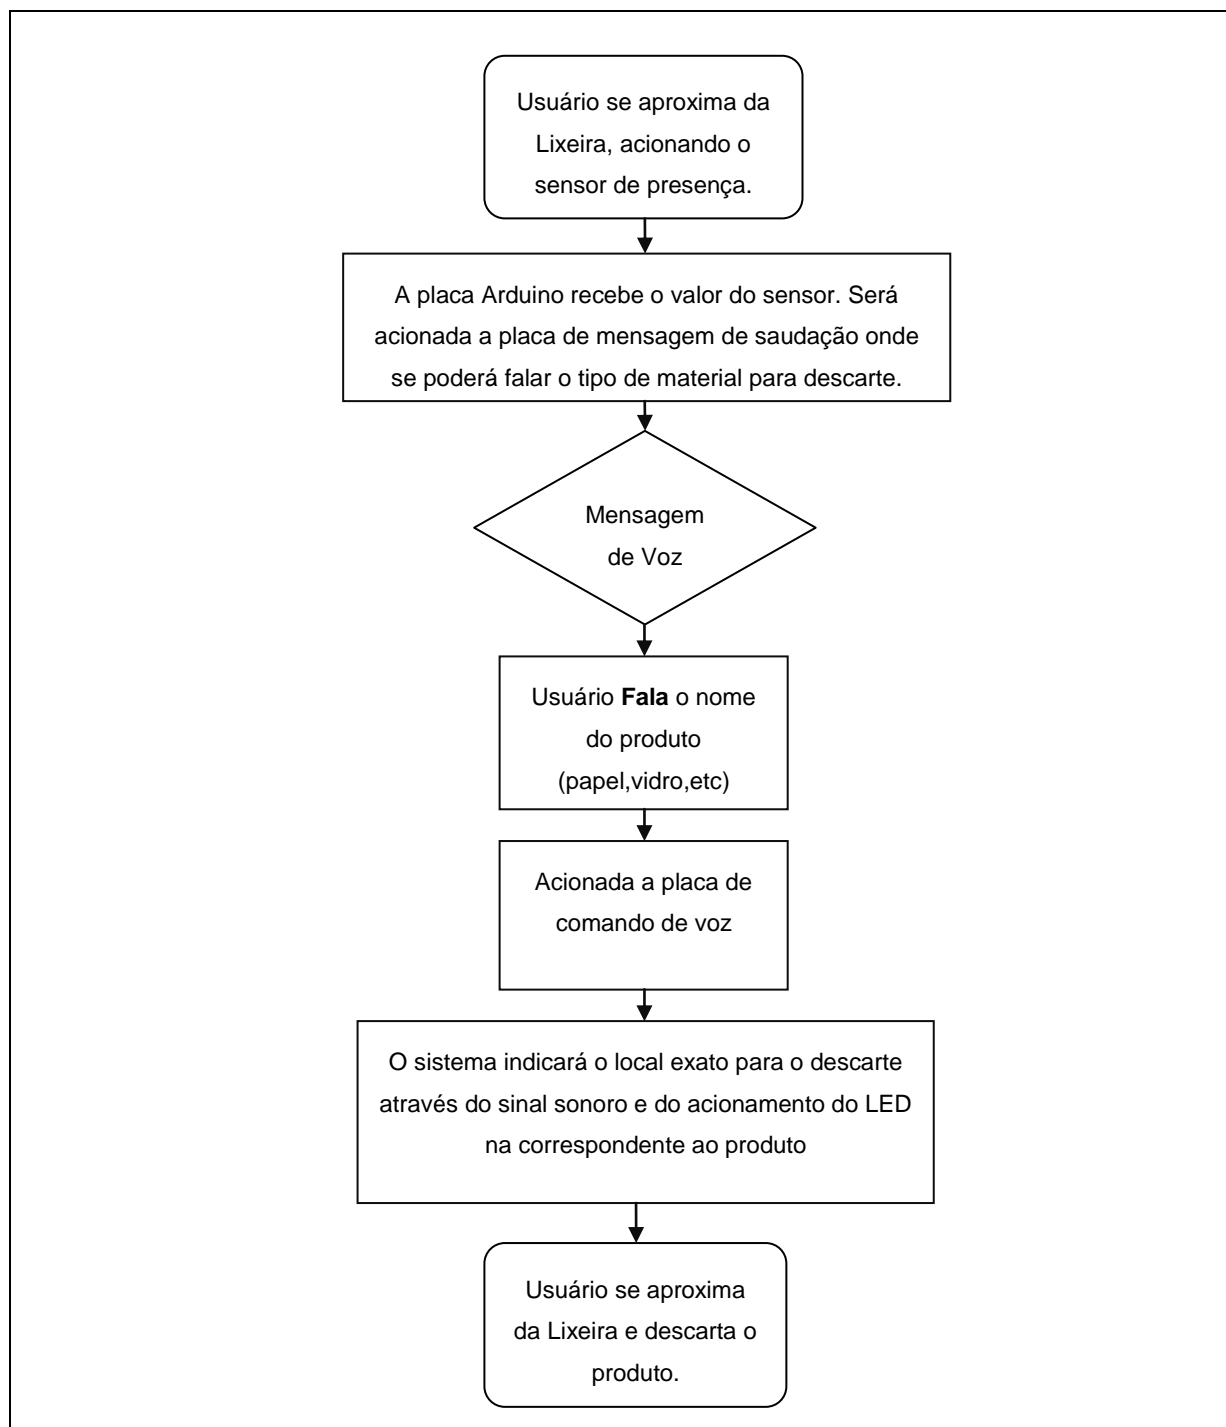 Usuário se aproxima da
Lixeira, acionando o
sensor de presença.
A placa Arduino recebe o valor do sensor. Será
acionada a placa de mensagem de saudação onde
se poderá falar o tipo de material para descarte.
Mensagem
de Voz
Usuário Fala o nome
do produto
(papel,vidro,etc)
Acionada a placa de
comando de voz
O sistema indicará o local exato para o descarte
através do sinal sonoro e do acionamento do LED
na correspondente ao produto
Usuário se aproxima
da Lixeira e descarta o
produto.